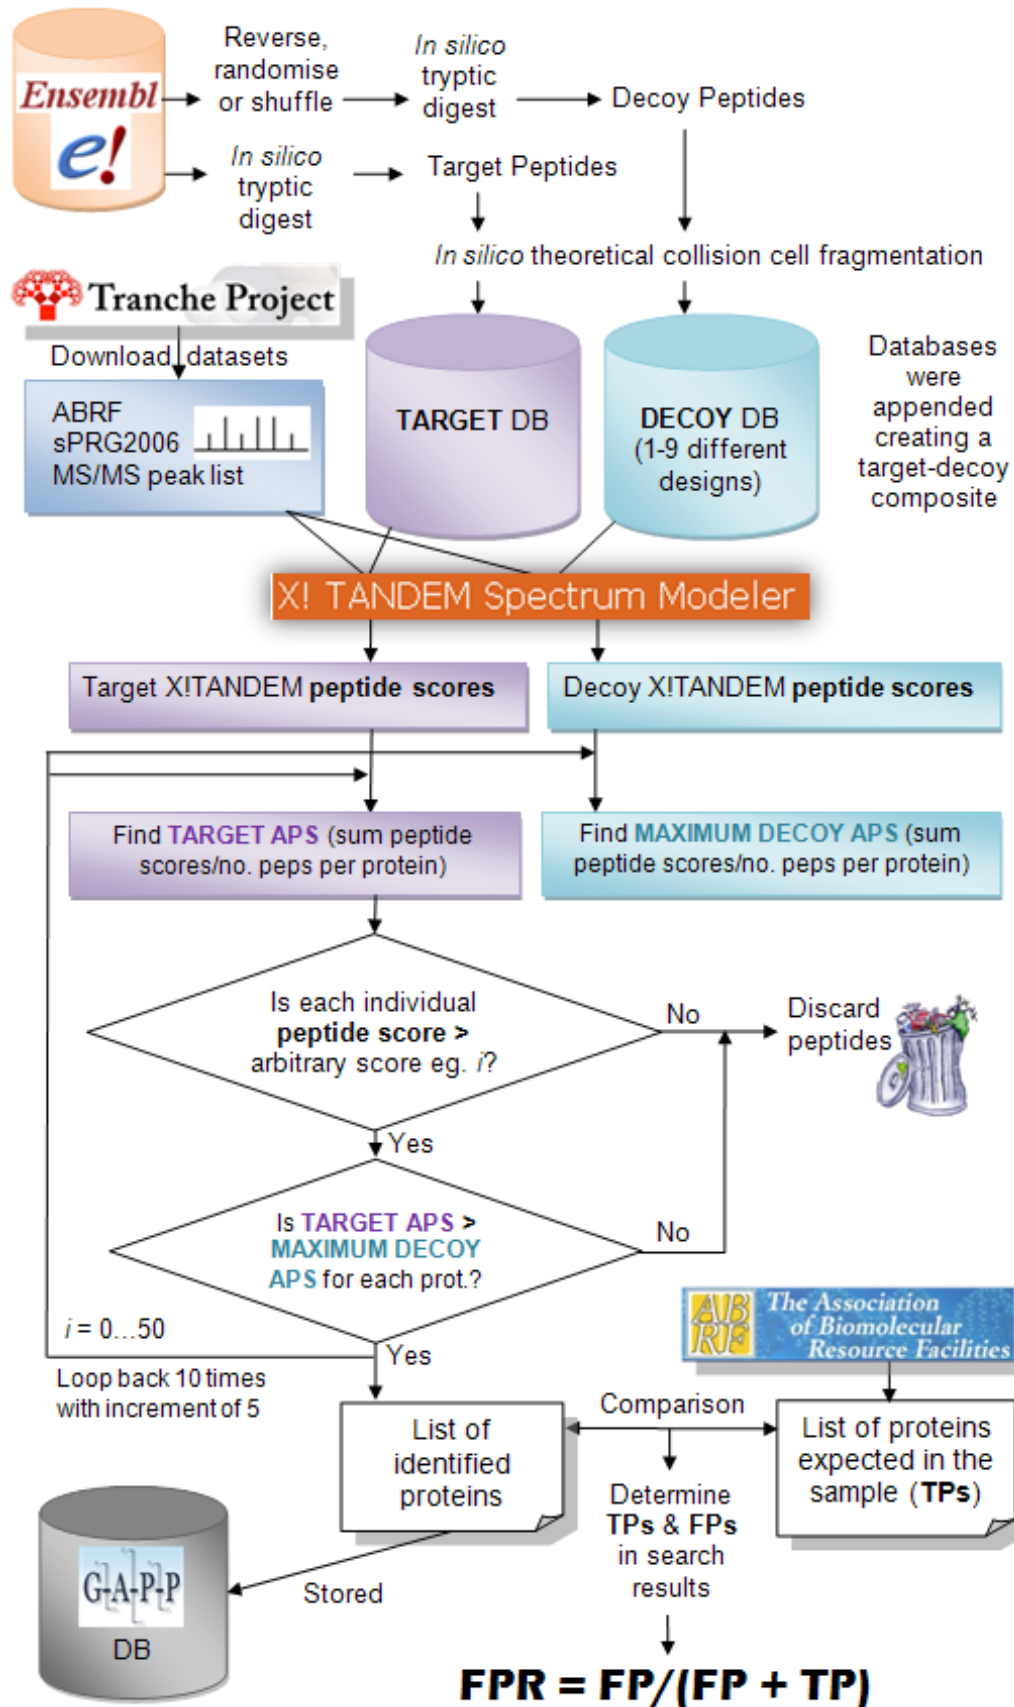 Ensembl
e!
Reverse,
randomise
or shuffle
In silico
tryptic
digest
Decoy Peptides
In silico
tryptic
digest
Target Peptides
In silico theoretical collision cell fragmentation
Tranche Project
Download datasets
ABRF
sPRG2006
MS/MS peak list
TARGET DB
DECOY DB
(1-9 different
designs)
Databases
were
appended
creating a
target-decoy
composite
X! TANDEM Spectrum Modeler
Target X!TANDEM peptide scores
Decoy X!TANDEM peptide scores
Find TARGET APS (sum peptide
scores/no. peps per protein)
Find MAXIMUM DECOY APS (sum
peptide scores/no. peps per protein)
Is each individual
peptide score >
arbitrary score eg. i?
No
Discard
peptides
Yes
Is TARGET APS >
MAXIMUM DECOY
APS for each prot.?
No
i = 0...50
Yes
Loop back 10 times
with increment of 5
ABRF
The Association
of Biomolecular
Resource Facilities
List of
identified
proteins
Comparison
List of proteins
expected in the
sample (TPs)
Determine
TPs & FPs
in search
results
Stored
G-A-P-P
DB
FPR = FP/(FP + TP)